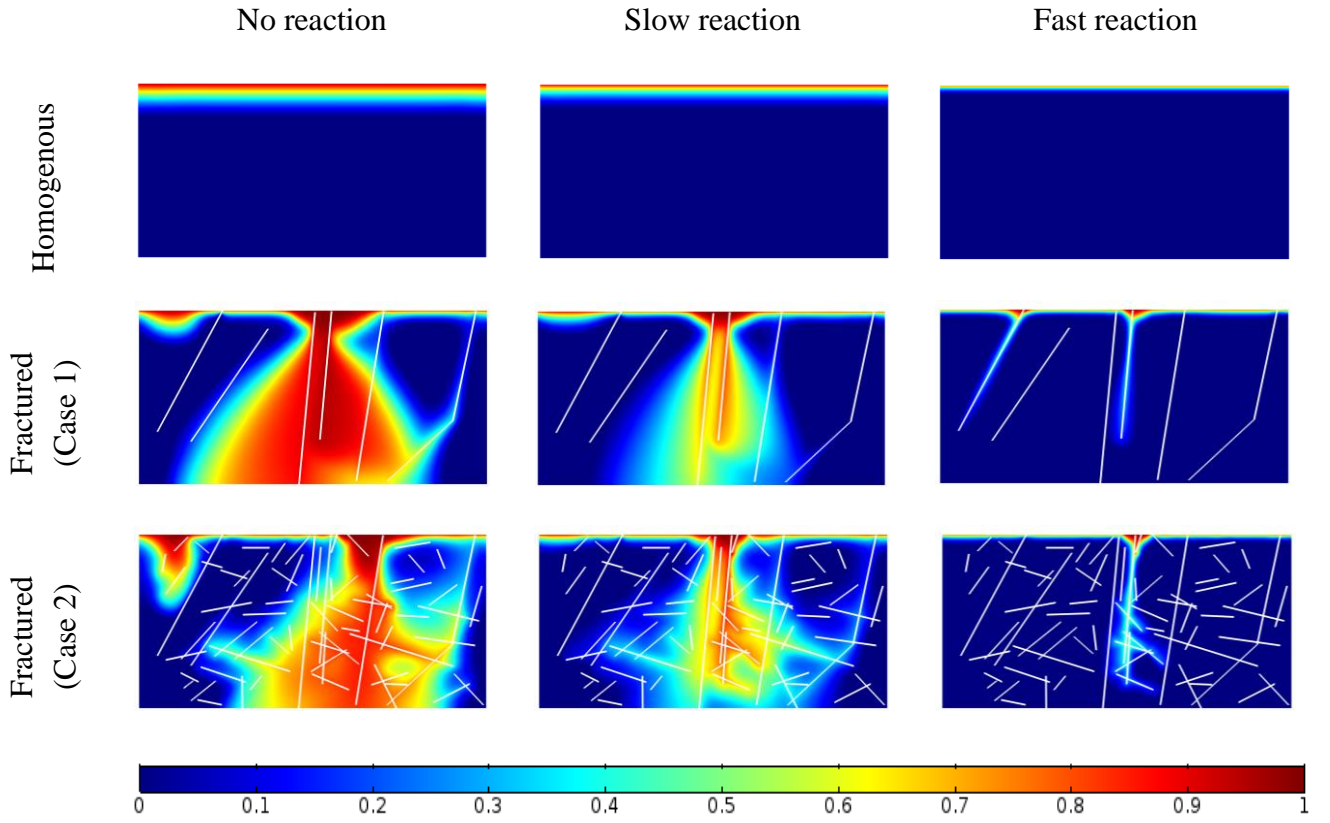 No reaction
Slow reaction
Fast reaction
Homogenous
Fractured
(Case 1)
Fractured
(Case 2)
0
0.1
0.2
0.3
0.4
0.5
0.6
0.7
0.8
0.9
1